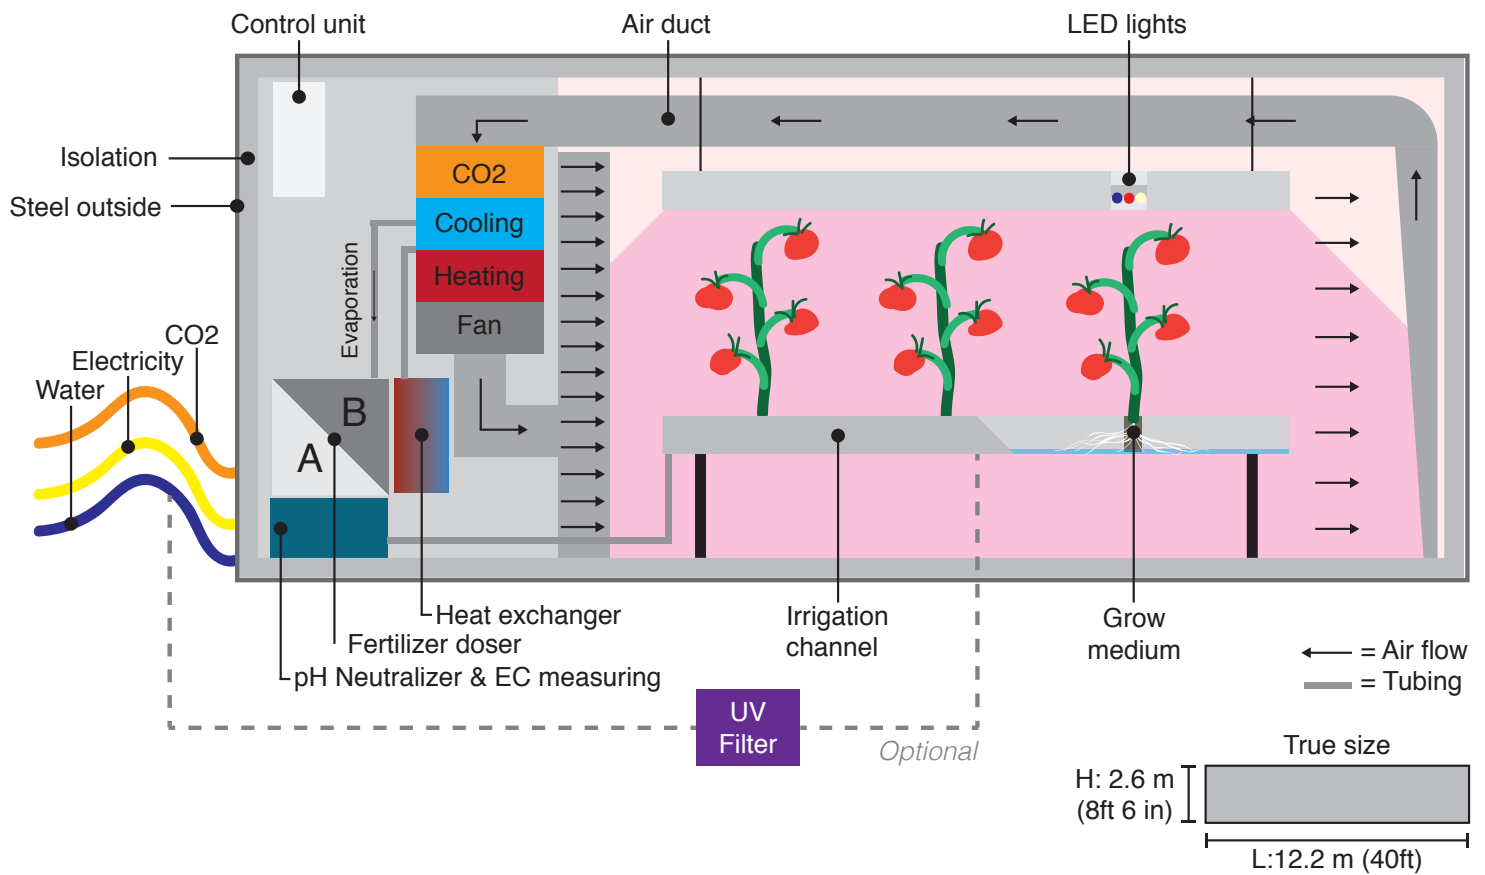 Control unit
Air duct
LED lights
Isolation
Steel outside
CO2
Cooling
Heating
Fan
Evaporation
CO2
Electricity
Water
B
A
Heat exchanger
Fertilizer doser
pH Neutralizer & EC measuring
Irrigation
channel
Grow
medium
= Air flow
= Tubing
UV
Filter
Optional
True size
H: 2.6 m
(8ft 6 in)
L:12.2 m (40ft)